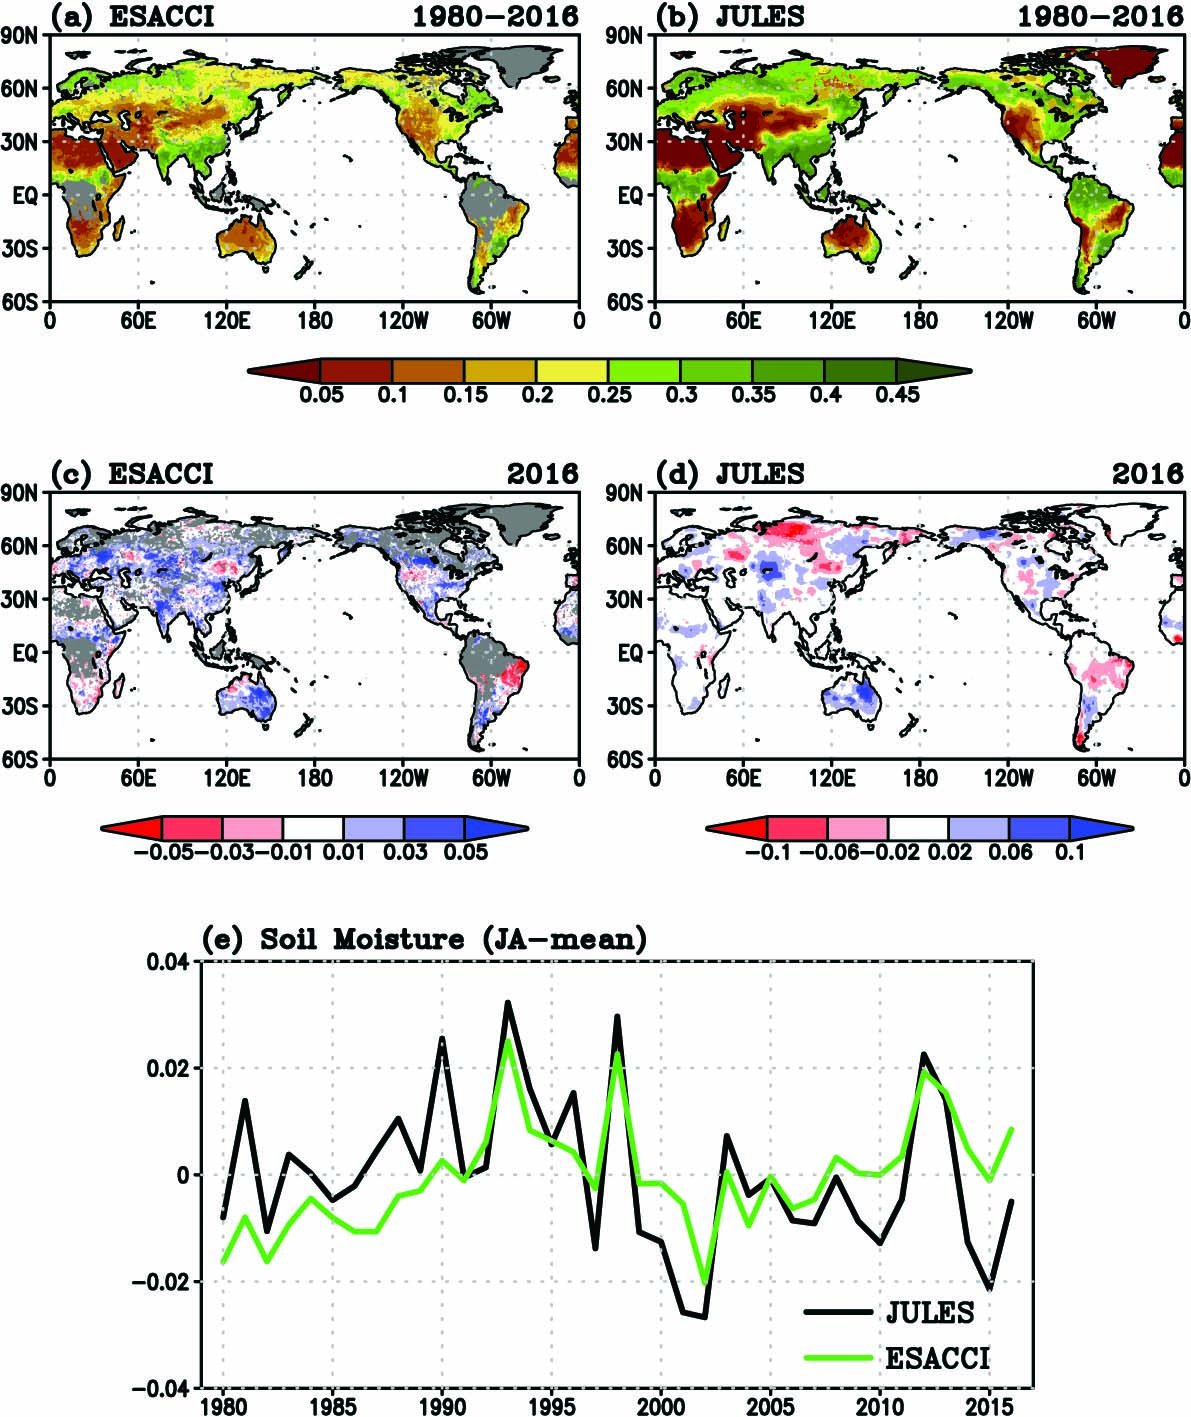 (a) ESACCI 1980−2016 (b) JULES 1980−2016
90N 90N
60N 60N
30N 30N
EQ EQ
30S 30S
60S 60S
0 60E 120E 180 120W 60W 0 0 60E 120E 180 120W 60W 0
0.05 0.1 0.15 0.2 0.25 0.3 0.35 0.4 0.45
(c) ESACCI 2016 (d) JULES 2016
90N 90N
60N 60N
30N 30N
EQ EQ
30S 30S
60S 60S
0 60E 120E 180 120W 60W 0 0 60E 120E 180 120W 60W 0
−0.05 −0.03 −0.01 0.01 0.03 0.05 −0.1 −0.06 −0.02 0.02 0.06 0.1
(e) Soil Moisture (JA−mean)
0.04
0.02
0
−0.02
−0.04
JULES
ESACCI
1980 1985 1990 1995 2000 2005 2010 2015